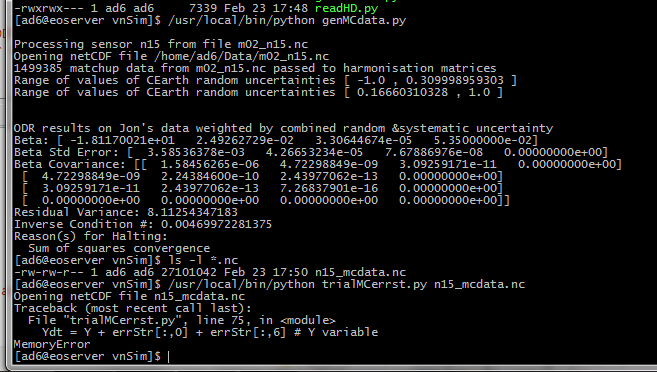 -rwxrwx--- 1 ad6 ad6 7339 Feb 23 17:48 readHD.py
[ad6@eoserver vnSim]$ /usr/local/bin/python genMCdata.py
Processing sensor n15 from file m02_n15.nc
Opening netCDF file /home/ad6/Data/m02_n15.nc
1499385 matchup data from m02_n15.nc passed to harmonisation matrices
Range of values of CEarth random uncertainties [ -1.0 , 0.309998959303 ]
Range of values of CEarth random uncertainties [ 0.16660310328 , 1.0 ]
ODR results on Jon's data weighted by combined random &systematic uncertainty
Beta: [ -1.81170021e+01 2.49262729e-02 3.30644674e-05 5.35000000e-02]
Beta Std Error: [ 3.58536378e-03 4.26653234e-05 7.67886976e-08 0.00000000e+00]
Beta Covariance: [[ 1.58456265e-06 4.72298849e-09 3.09259171e-11 0.00000000e+00]
[ 4.72298849e-09 2.24384600e-10 2.43977062e-13 0.00000000e+00]
[ 3.09259171e-11 2.43977062e-13 7.26837916e-16 0.00000000e+00]
[ 0.00000000e+00 0.00000000e+00 0.00000000e+00 0.00000000e+00]]
Residual Variance: 8.11254347183
Inverse Condition #: 0.00469972281375
Reason(s) for Halting:
Sum of squares convergence
[ad6@eoserver vnSim]$ ls -l *.nc
-rw-rw-r-- 1 ad6 ad6 27101042 Feb 23 17:50 n15_mcdata.nc
[ad6@eoserver vnSim]$ /usr/local/bin/python trialMCerrst.py n15_mcdata.nc
Opening netCDF file n15_mcdata.nc
Traceback (most recent call last):
File "trialMCerrst.py", line 75, in <module>
Ydt = Y + errStr[:,0] + errStr[:,6] # Y variable
MemoryError
[ad6@eoserver vnSim]$